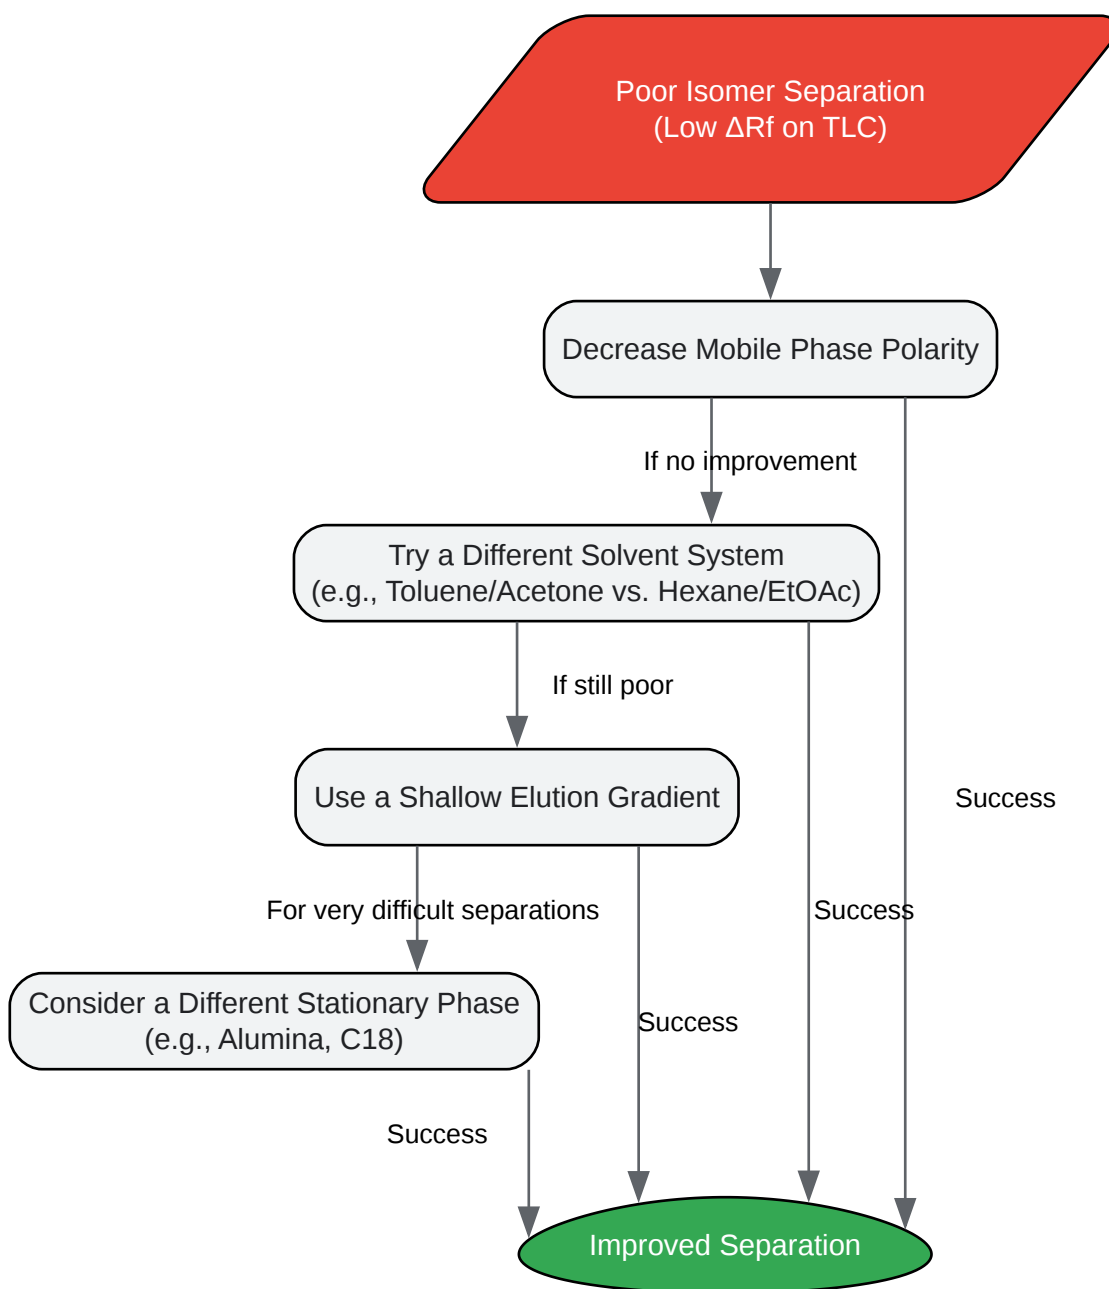 Poor Isomer Separation
(Low ΔRf on TLC)
Decrease Mobile Phase Polarity
If no improvement
Try a Different Solvent System
(e.g., Toluene/Acetone vs. Hexane/EtOAc)
If still poor
Use a Shallow Elution Gradient
Success
For very difficult separations
Success
Consider a Different Stationary Phase
(e.g., Alumina, C18)
Success
Success
Improved Separation